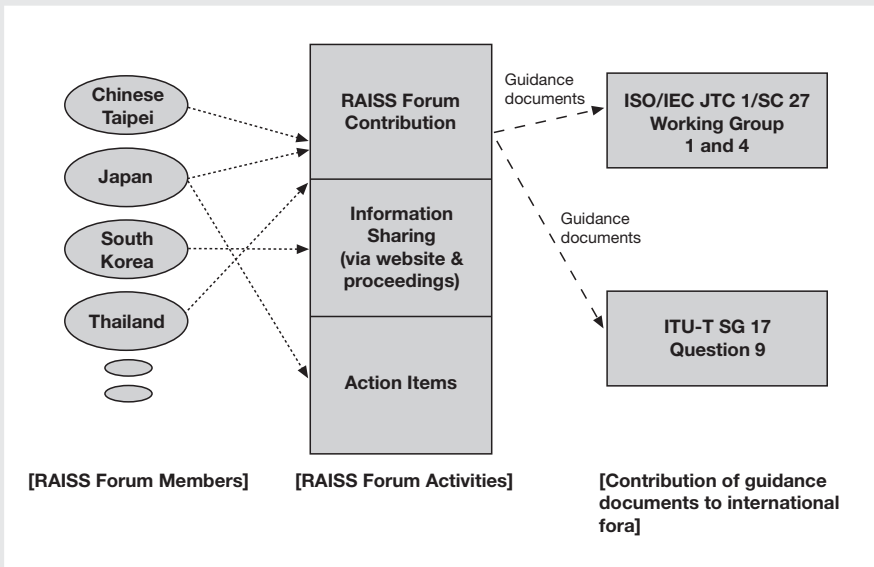 Chinese
Taipei
Japan
South
Korea
Thailand
[RAISS Forum Members]
RAISS Forum
Contribution
Information
Sharing
(via website &
proceedings)
Action Items
[RAISS Forum Activities]
Guidance
documents
Guidance
documents
ISO/IEC JTC 1/SC 27
Working Group
1 and 4
ITU-T SG 17
Question 9
[Contribution of guidance
documents to international
fora]